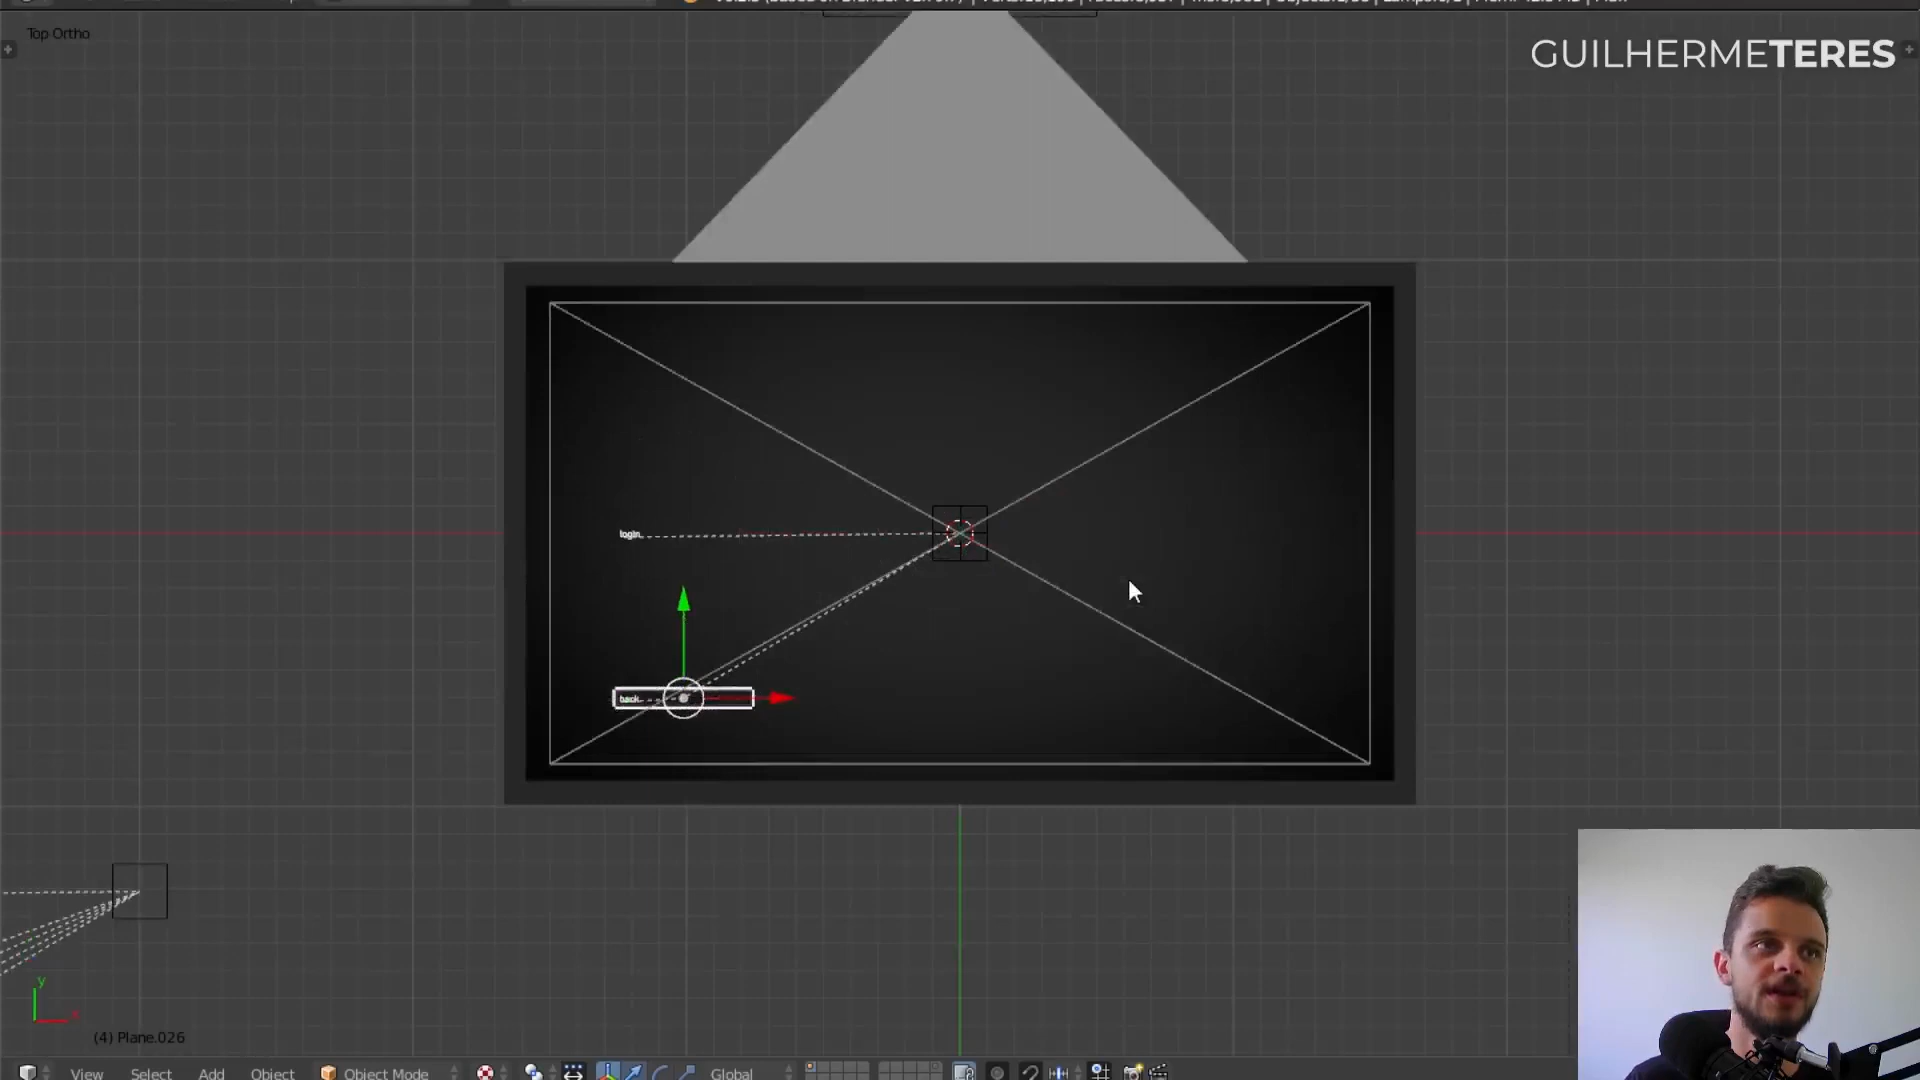 Top Ortho
GUILHERMETERES
login
back
y
x
(4) Plane.026
View Select Add Object Object Mode Global